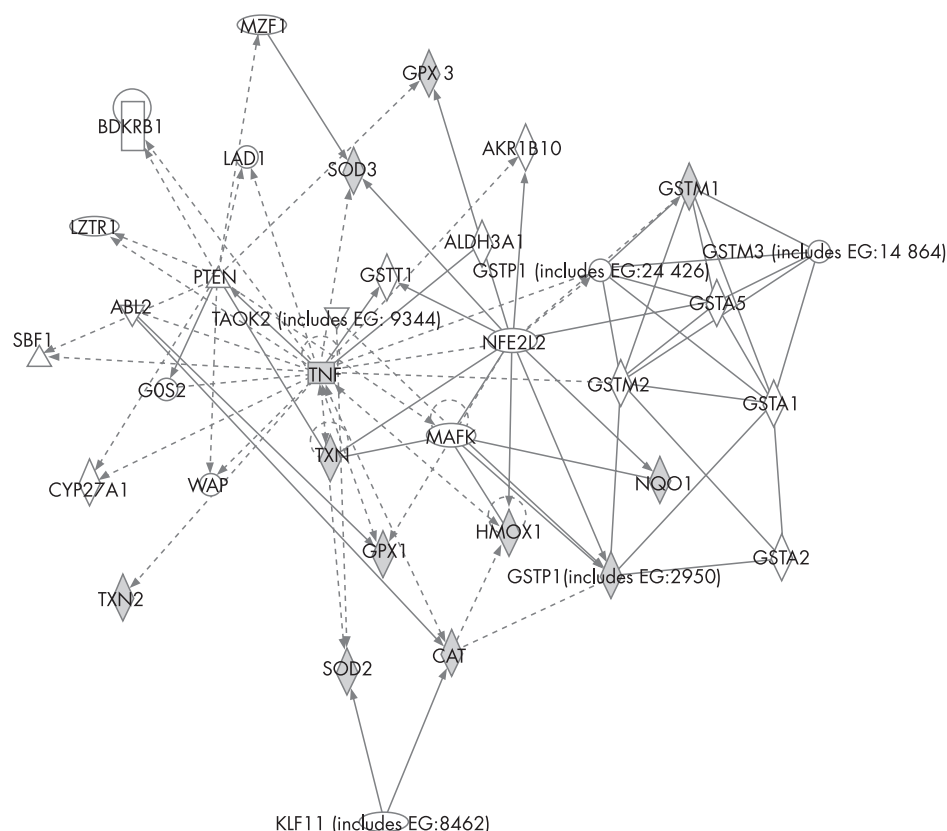 MZF1
GPX 3
BDKRB1
AKR1B10
LAD1
SOD3
GSTM1
LZTR1
ALDH3A1
GSTM3 (includes EG:14 864)
PTEN
GSTT1
GSTP1 (includes EG:24 426)
ABL2
GSTA5
TAOK2 (includes EG: 9344)
SBF1
NFE2L2
TNF
G0S2
GSTM2
GSTA1
MAFK
TXN
CYP27A1
WAP
NQO1
HMOX1
GPX1
GSTA2
GSTP1(includes EG:2950)
TXN2
CAT
SOD2
KLF11 (includes EG:8462)